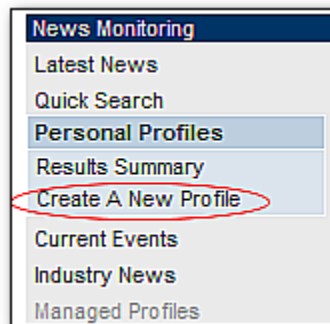 News Monitoring
Latest News
Quick Search
Personal Profiles
Results Summary
Create A New Profile
Current Events
Industry News
Managed Profiles